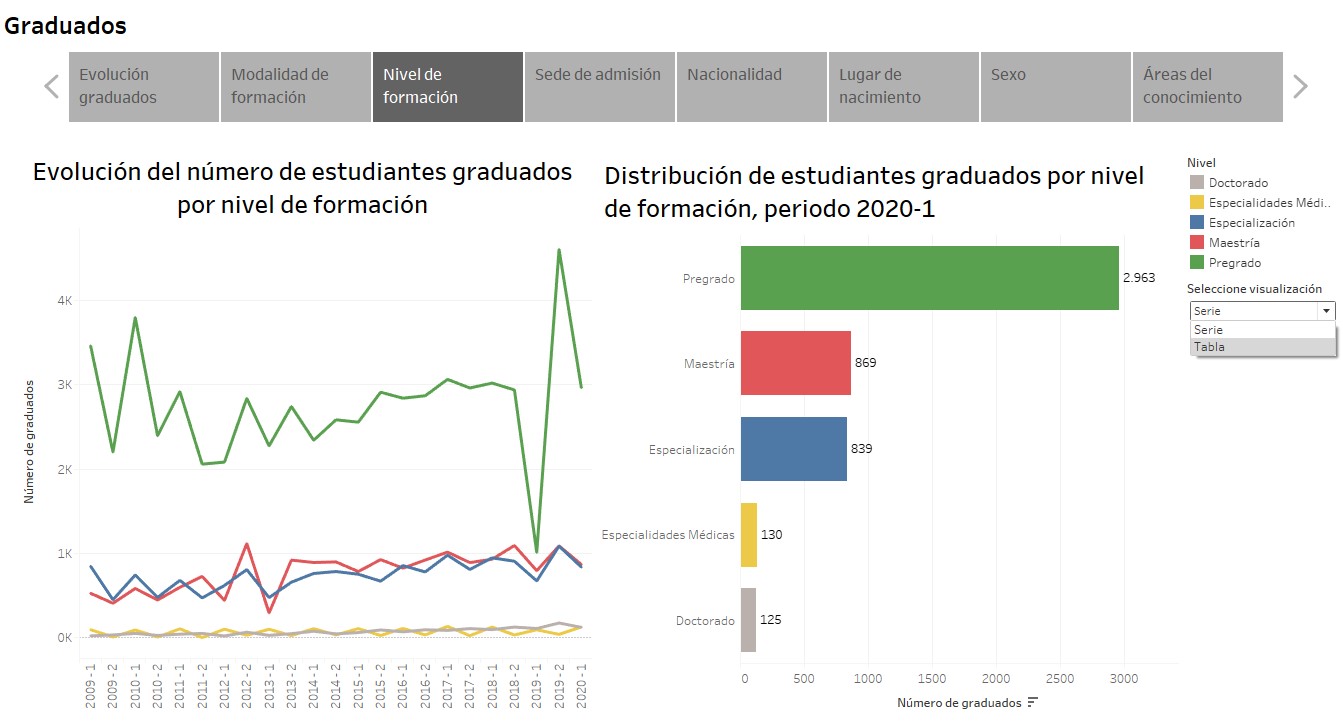 Graduados
Evolución
graduados
Modalidad de
formación
Nivel de
formación
Sede de admisión
Nacionalidad
Lugar de
nacimiento
Sexo
Áreas del
conocimiento
Evolución del número de estudiantes graduados
por nivel de formación
Número de graduados
4K
3K
2K
1K
0K
2009 - 1
2009 - 2
2010 - 1
2010 - 2
2011 - 1
2011 - 2
2012 - 1
2012 - 2
2013 - 1
2013 - 2
2014 - 1
2014 - 2
2015 - 1
2015 - 2
2016 - 1
2016 - 2
2017 - 1
2017 - 2
2018 - 1
2018 - 2
2019 - 1
2019 - 2
2020 - 1
Distribución de estudiantes graduados por nivel
de formación, periodo 2020-1
Pregrado 2.963
Maestría 869
Especialización 839
Especialidades Médicas 130
Doctorado 125
0 500 1000 1500 2000 2500 3000
Número de graduados
Nivel
Doctorado
Especialidades Médi..
Especialización
Maestría
Pregrado
Seleccione visualización
Serie
Serie
Tabla